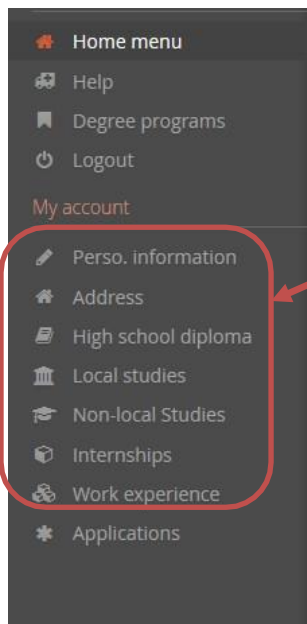 Home menu
Help
Degree programs
Logout
My account
Perso. information
Address
High school diploma
Local studies
Non-local Studies
Internships
Work experience
Applications